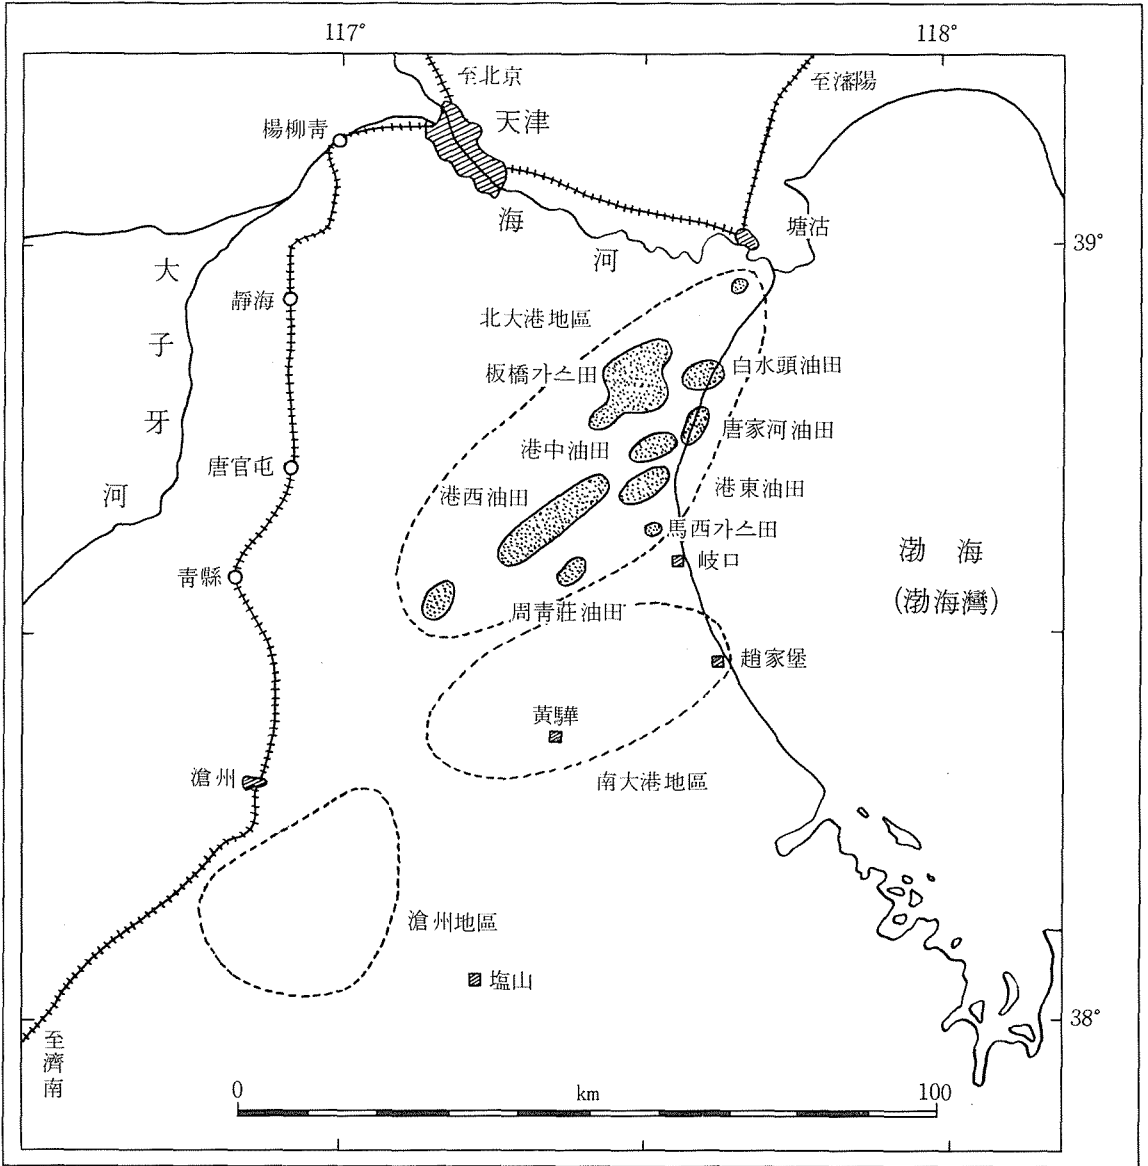 117°
118°
至北京
至瀋陽
楊柳靑
天津
海
河
塘沽
39°
大
子
牙
河
靜海
北大港地區
板橋가스田
白水頭油田
唐家河油田
港中油田
唐官屯
港西油田
港東油田
馬西가스田
岐口
渤海
(渤海灣)
靑縣
周靑莊油田
趙家堡
黃驊
滄州
南大港地區
滄州地區
塩山
38°
至濟南
0
km
100